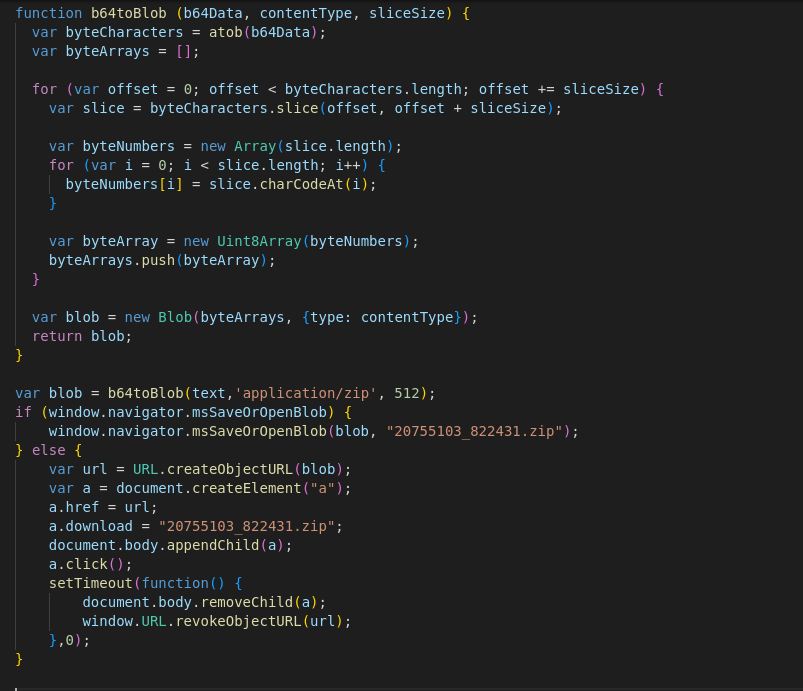 function b64toBlob (b64Data, contentType, sliceSize) {
  var byteCharacters = atob(b64Data);
  var byteArrays = [];

  for (var offset = 0; offset < byteCharacters.length; offset += sliceSize) {
    var slice = byteCharacters.slice(offset, offset + sliceSize);

    var byteNumbers = new Array(slice.length);
    for (var i = 0; i < slice.length; i++) {
      byteNumbers[i] = slice.charCodeAt(i);
    }

    var byteArray = new Uint8Array(byteNumbers);
    byteArrays.push(byteArray);
  }

  var blob = new Blob(byteArrays, {type: contentType});
  return blob;
}

var blob = b64toBlob(text,'application/zip', 512);
if (window.navigator.msSaveOrOpenBlob) {
    window.navigator.msSaveOrOpenBlob(blob, "20755103_822431.zip");
} else {
    var url = URL.createObjectURL(blob);
    var a = document.createElement("a");
    a.href = url;
    a.download = "20755103_822431.zip";
    document.body.appendChild(a);
    a.click();
    setTimeout(function() {
        document.body.removeChild(a);
        window.URL.revokeObjectURL(url);
    },0);
}